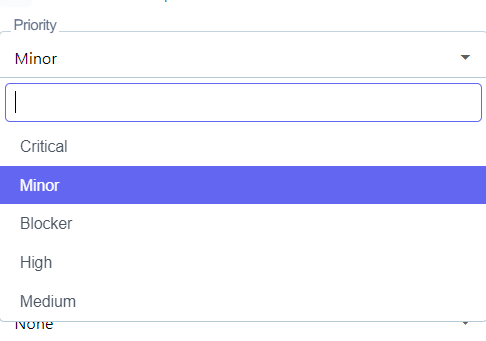 Priority
Minor
Critical
Minor
Blocker
High
Medium
None